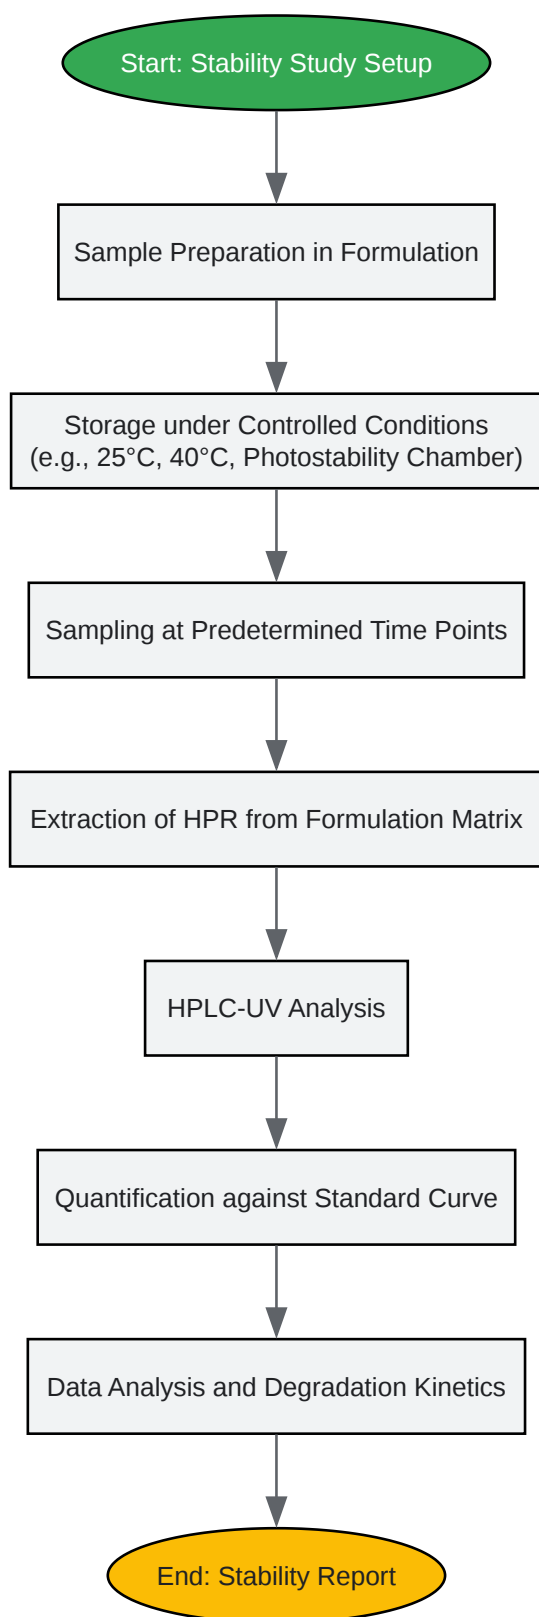 Start: Stability Study Setup
Sample Preparation in Formulation
Storage under Controlled Conditions
(e.g., 25°C, 40°C, Photostability Chamber)
Sampling at Predetermined Time Points
Extraction of HPR from Formulation Matrix
HPLC-UV Analysis
Quantification against Standard Curve
Data Analysis and Degradation Kinetics
End: Stability Report